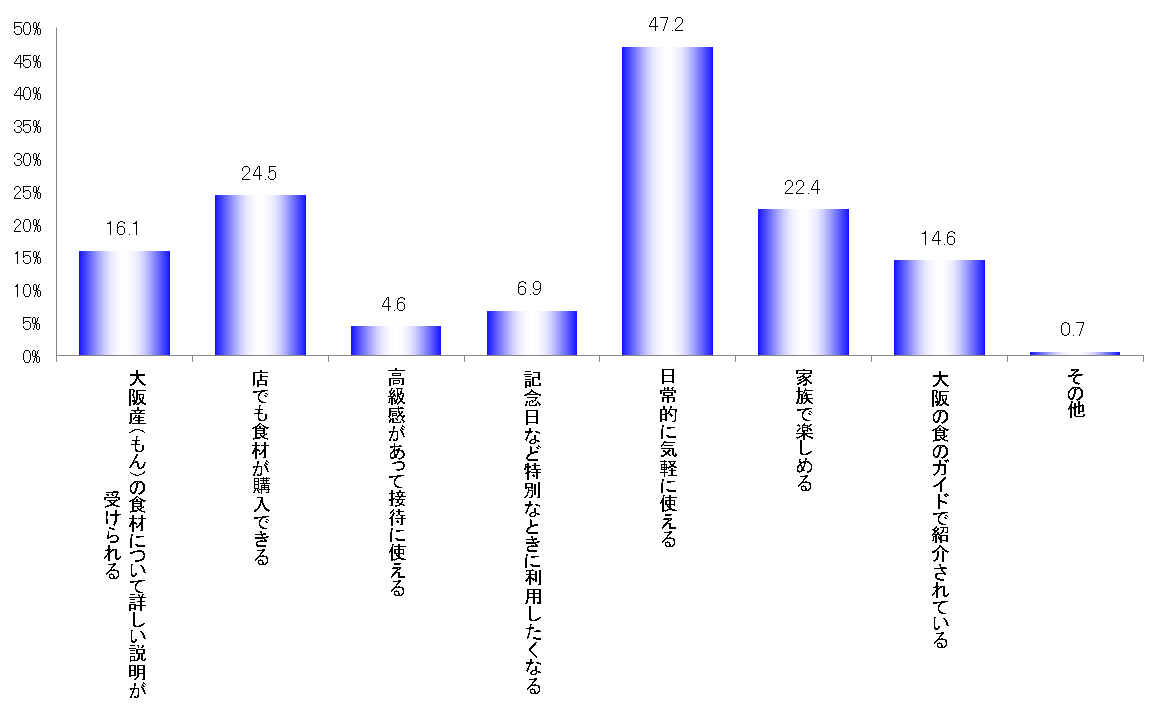 50%
45%
40%
35%
30%
25%
20%
15%
10%
5%
0%
16.1
24.5
4.6
6.9
47.2
22.4
14.6
0.7
大阪産(もん)の食材について詳しい説明が
受けられる
店でも食材が購入できる
高級感があって接待に使える
記念日など特別なときに利用したくなる
日常的に気軽に使える
家族で楽しめる
大阪の食のガイドで紹介されている
その他